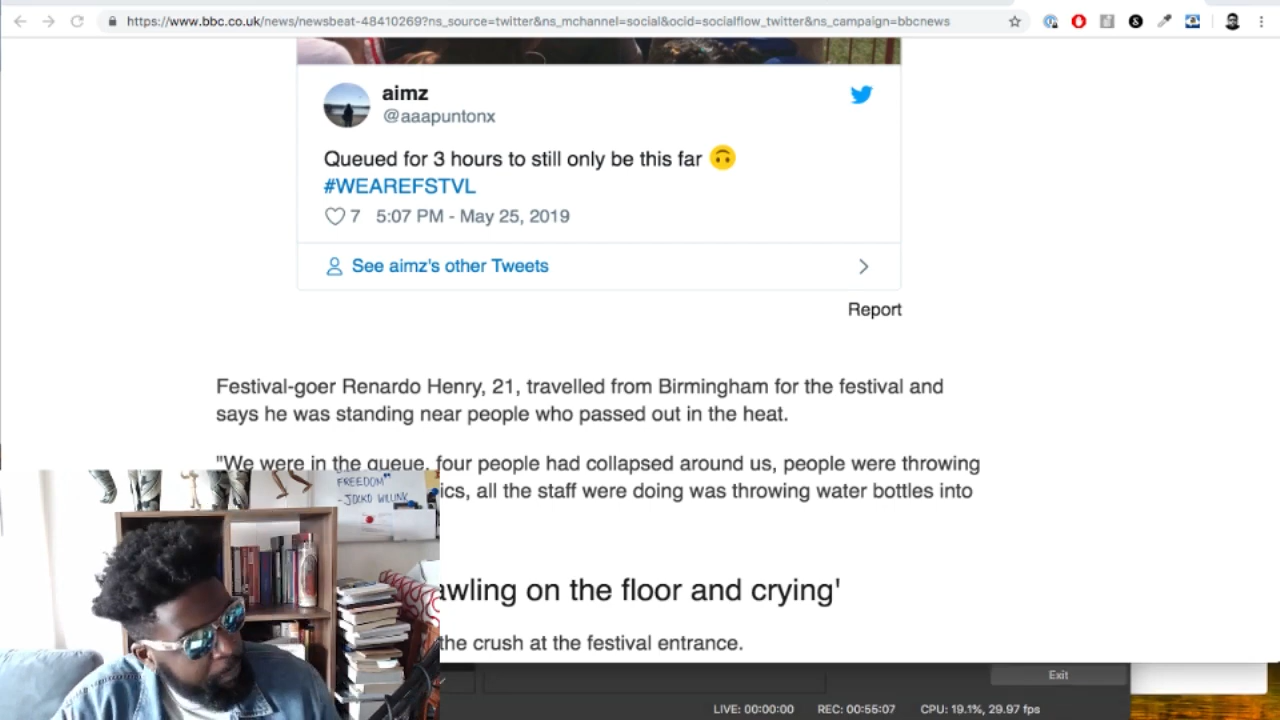 https://www.bbc.co.uk/news/newsbeat-48410269?ns_source=twitter&ns_mchannel=social&ocid=socialflow_twitter&ns_campaign=bbcnews
aimz
@aaapuntonx
Queued for 3 hours to still only be this far 🙃
#WEAREFSTVL
7 5:07 PM - May 25, 2019
See aimz's other Tweets
Report
Festival-goer Renardo Henry, 21, travelled from Birmingham for the festival and
says he was standing near people who passed out in the heat.
"We were in the queue, four people had collapsed around us, people were throwing
ics, all the staff were doing was throwing water bottles into
FREEDOM"
- JOCKO WILLINK
awling on the floor and crying'
the crush at the festival entrance.
Exit
LIVE: 00:00:00 REC: 00:55:07 CPU: 19.1%, 29.97 fps